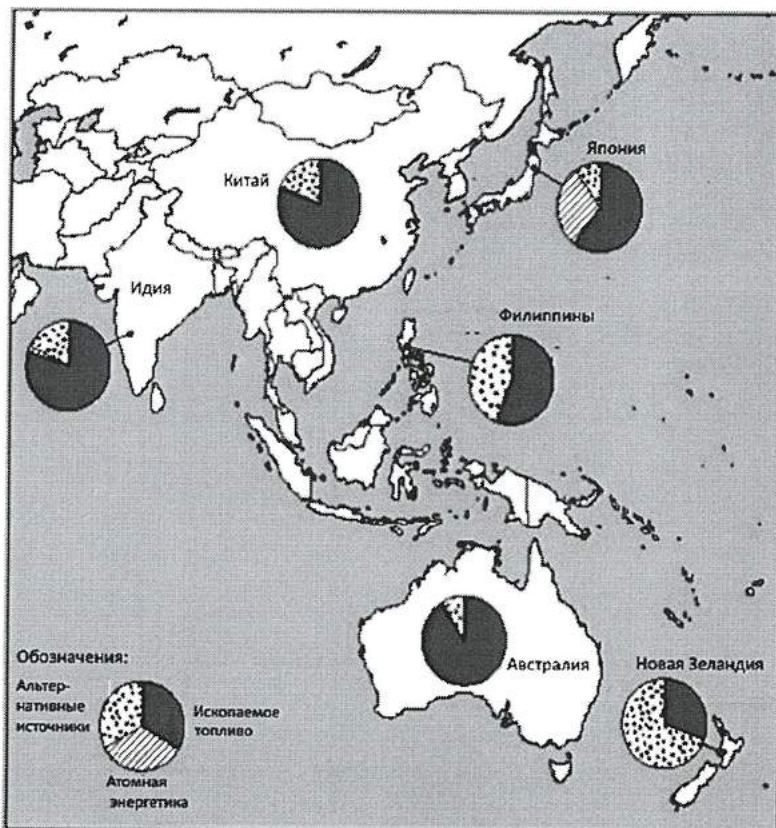 Китай
Япония
Идия
Филиппины
Австралия
Новая Зеландия
Обозначения:
Альтер-
нативные
источники
Ископаемое
топливо
Атомная
энергетика